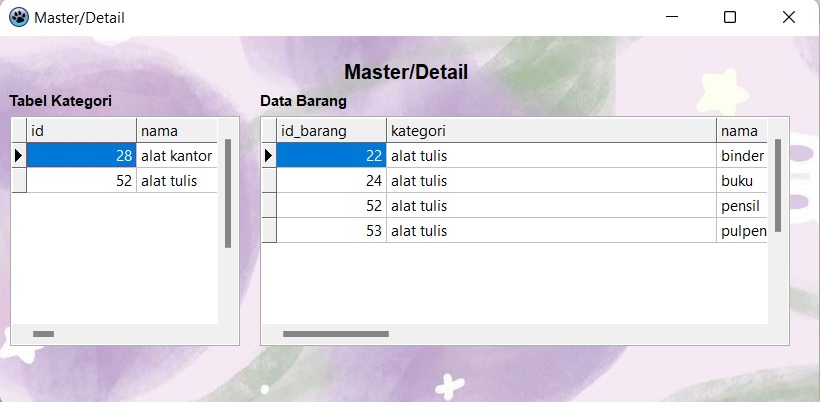 Master/Detail
Master/Detail
Tabel Kategori
id nama
28 alat kantor
52 alat tulis
Data Barang
id_barang kategori nama
22 alat tulis binder
24 alat tulis buku
52 alat tulis pensil
53 alat tulis pulpen